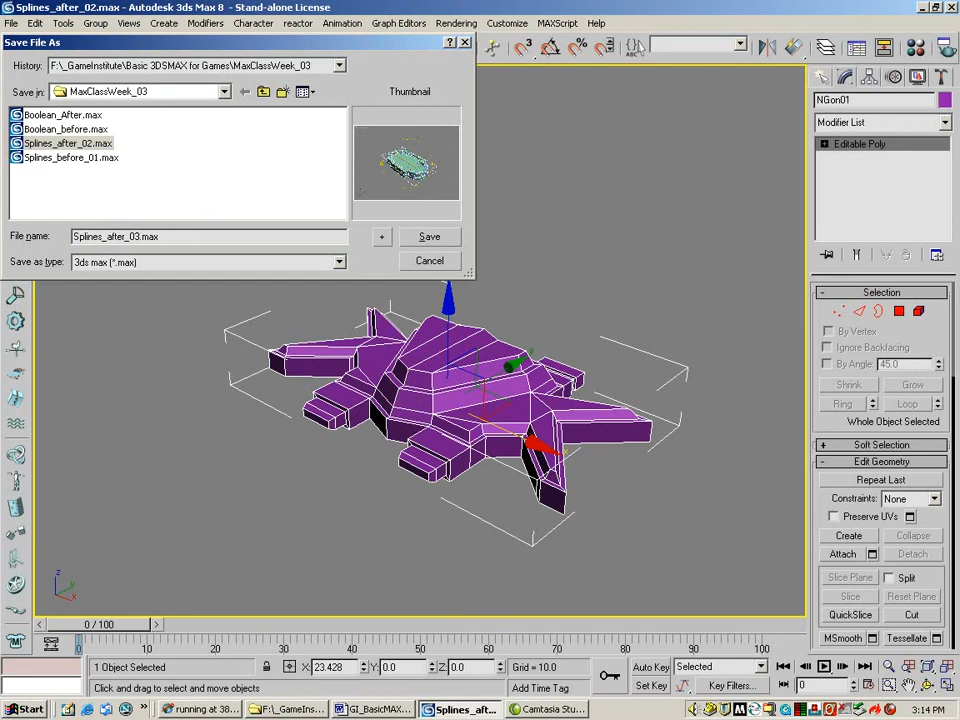 Splines_after_02.max - Autodesk 3ds Max 8 - Stand-alone License
File Edit Tools Group Views Create Modifiers Character reactor Animation Graph Editors Rendering Customize MAXScript Help
Save File As
History: F:\_GameInstitute\Basic 3DSMAX for Games\MaxClassWeek_03
Save in: MaxClassWeek_03
Thumbnail
Boolean_After.max
Boolean_before.max
Splines_after_02.max
Splines_before_01.max
File name: Splines_after_03.max + Save
Save as type: 3ds max (*.max) Cancel
ABC
NGon01
Modifier List
Editable Poly
- Selection
By Vertex
Ignore Backfacing
By Angle: 45.0
Shrink Grow
Ring Loop
Whole Object Selected
+ Soft Selection
- Edit Geometry
Repeat Last
Constraints: None
Preserve UVs
Create Collapse
Attach Detach
Slice Plane Split
Slice Reset Plane
QuickSlice Cut
MSmooth Tessellate
z
y
x
x
< 0 / 100 >
0 10 20 30 40 50 60 70 80 90 100
1 Object Selected X: 23.428 Y: 0.0 Z: 0.0 Grid = 10.0 Auto Key Selected
Click and drag to select and move objects Add Time Tag Set Key Key Filters... 0
Start running at 38... F:\_GameIns... GI_BasicMAX... Splines_aft... Camtasia Stu... 3:14 PM